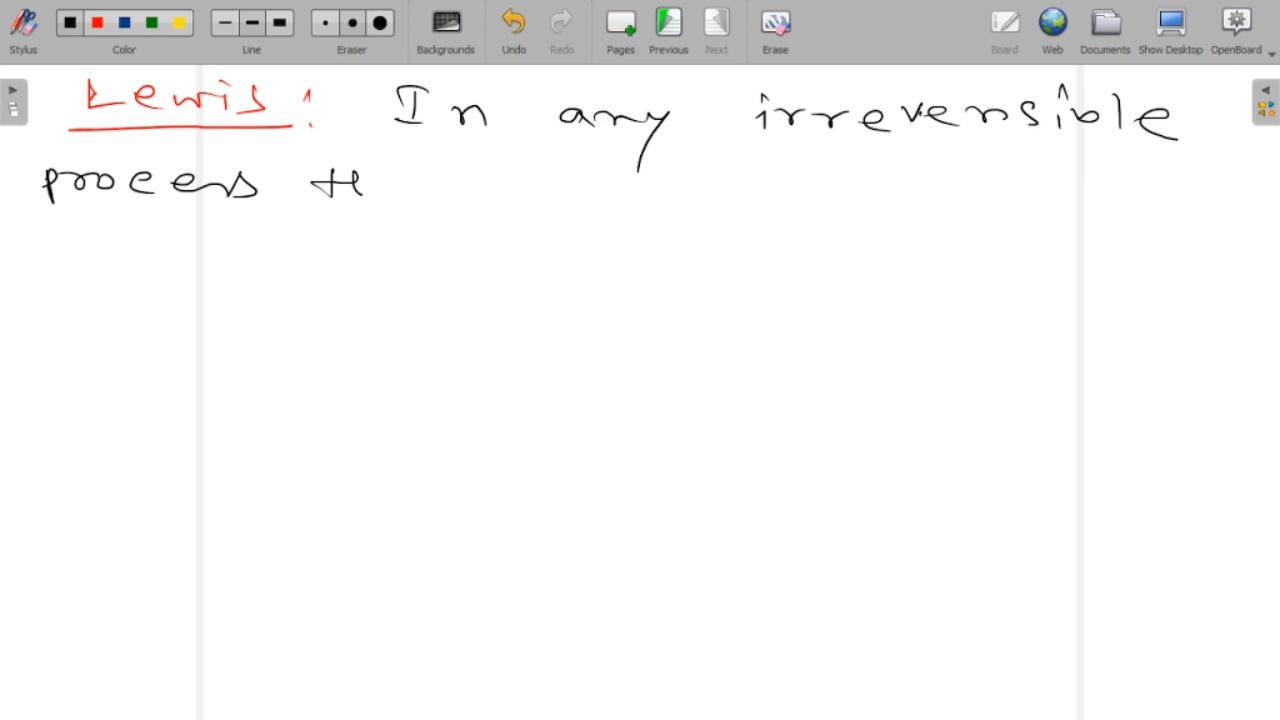 Stylus Color Line Eraser Backgrounds Undo Redo Pages Previous Next Erase Board Web Documents Show Desktop OpenBoard
Lewis: In any irreversible
process th